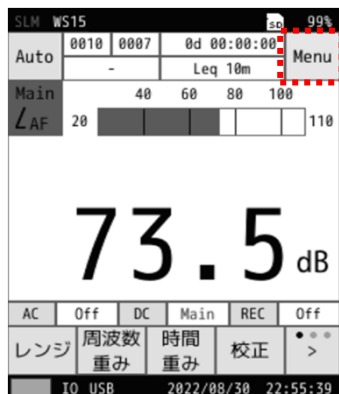 SLM WS15 SD 99%
Auto 0010 0007 0d 00:00:00 Menu
- Leq 10m
Main 40 60 80 100
LAF 20 110
73.5 dB
AC Off DC Main REC Off
レンジ 周波数重み 時間重み 校正 >
IO USB 2022/08/30 22:55:39